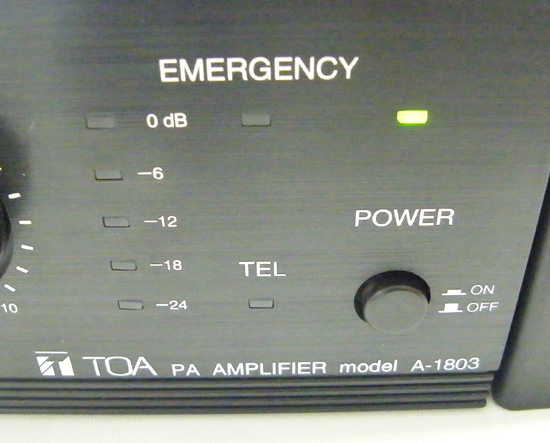 EMERGENCY
0 dB
−6
−12
POWER
−18
TEL
ON
−24
OFF
10
TOA PA AMPLIFIER model A-1803